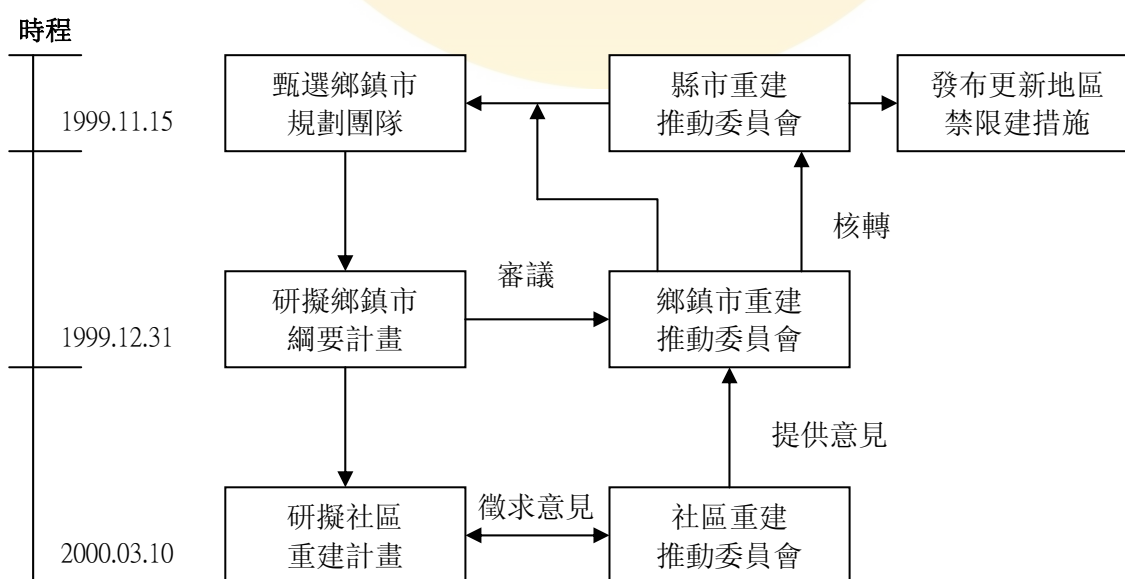 時程
1999.11.15
甄選鄉鎮市
規劃團隊
縣市重建
推動委員會
發布更新地區
禁限建措施
核轉
審議
1999.12.31
研擬鄉鎮市
綱要計畫
鄉鎮市重建
推動委員會
提供意見
2000.03.10
研擬社區
重建計畫
徵求意見
社區重建
推動委員會